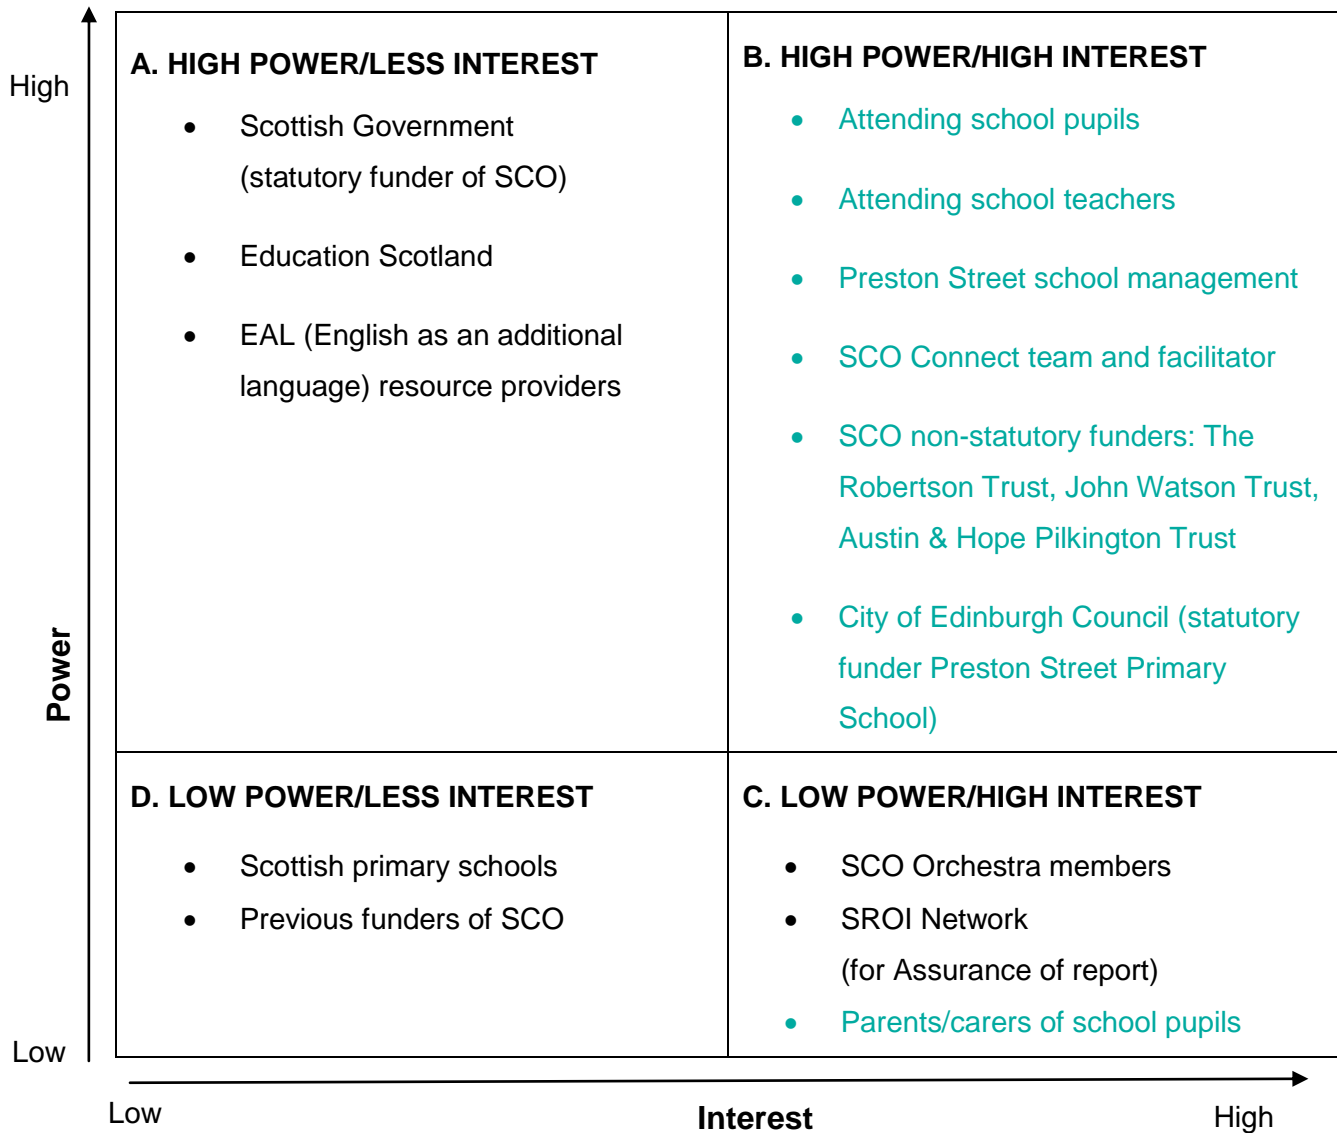 High
A. HIGH POWER/LESS INTEREST
• Scottish Government
(statutory funder of SCO)
• Education Scotland
• EAL (English as an additional
language) resource providers
B. HIGH POWER/HIGH INTEREST
• Attending school pupils
• Attending school teachers
• Preston Street school management
• SCO Connect team and facilitator
• SCO non-statutory funders: The
Robertson Trust, John Watson Trust,
Austin & Hope Pilkington Trust
• City of Edinburgh Council (statutory
funder Preston Street Primary
School)
Power
D. LOW POWER/LESS INTEREST
• Scottish primary schools
• Previous funders of SCO
C. LOW POWER/HIGH INTEREST
• SCO Orchestra members
• SROI Network
(for Assurance of report)
• Parents/carers of school pupils
Low
Low
Interest
High